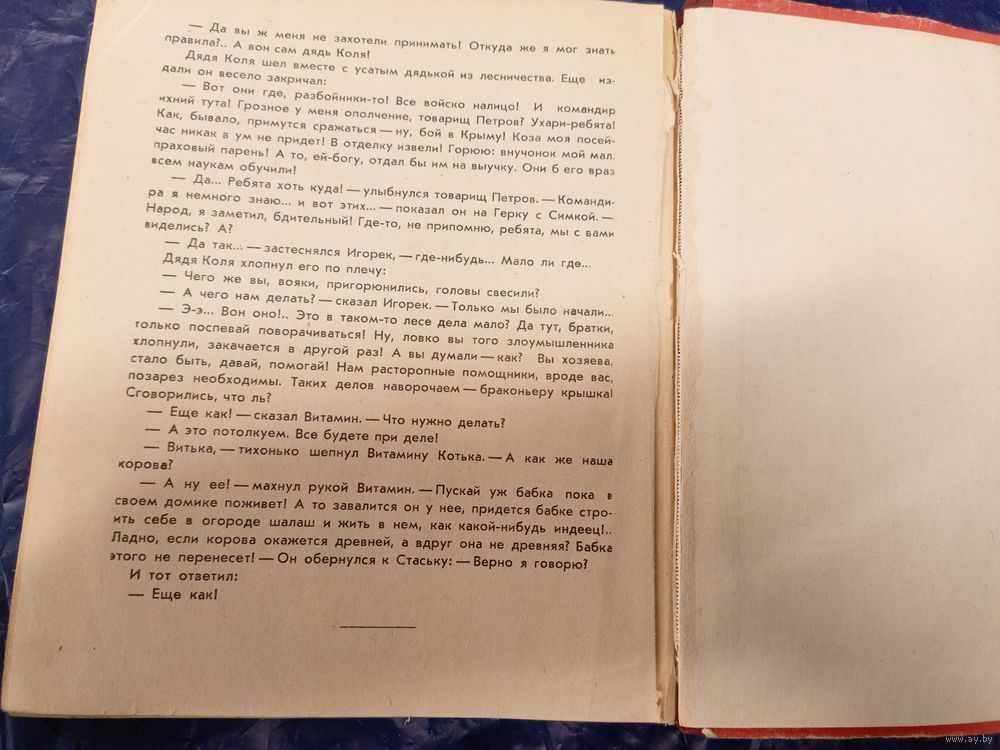 — Да вы ж меня не захотели принимать! Откуда же я мог знать
правила?.. А вон сам дядь Коля!
Дядя Коля шел вместе с усатым дядькой из лесничества. Еще из-
дали он весело закричал:
— Вот они где, разбойники-то! Все войско налицо! И командир
ихний тута! Грозное у меня ополчение, товарищ Петров? Ухари-ребята!
Как, бывало, примутся сражаться — ну, бой в Крыму! Коза моя посей-
час никак в ум не придет! В отделку извели! Горюю: внучонок мой мал,
праховый парень! А то, ей-богу, отдал бы им на выучку. Они б его враз
всем наукам обучили!
— Да... Ребята хоть куда! — улыбнулся товарищ Петров. — Команди-
ра я немного знаю... и вот этих... — показал он на Герку с Симкой. —
Народ, я заметил, бдительный! Где-то, не припомню, ребята, мы с вами
виделись? А?
— Да так... — застеснялся Игорек, — где-нибудь... Мало ли где...
Дядя Коля хлопнул его по плечу:
— Чего же вы, вояки, пригорюнились, головы свесили?
— А чего нам делать? — сказал Игорек. — Только мы было начали...
— Э-э... Вон оно!.. Это в таком-то лесе дела мало? Да тут, братки,
только поспевай поворачиваться! Ну, ловко вы того злоумышленника
хлопнули, закачается в другой раз! А вы думали — как? Вы хозяева,
стало быть, давай, помогай! Нам расторопные помощники, вроде вас,
позарез необходимы. Таких делов наворочаем — браконьеру крышка!
Сговорились, что ль?
— Еще как! — сказал Витамин. — Что нужно делать?
— А это потолкуем. Все будете при деле!
— Витька, — тихонько шепнул Витамину Котька. — А как же наша
корова?
— А ну ее! — махнул рукой Витамин. — Пускай уж бабка пока в
своем домике поживет! А то завалится он у нее, придется бабке стро-
ить себе в огороде шалаш и жить в нем, как какой-нибудь индеец!..
Ладно, если корова окажется древней, а вдруг она не древняя? Бабка
этого не перенесет! — Он обернулся к Стаську: — Верно я говорю?
И тот ответил:
— Еще как!
www.ay.by